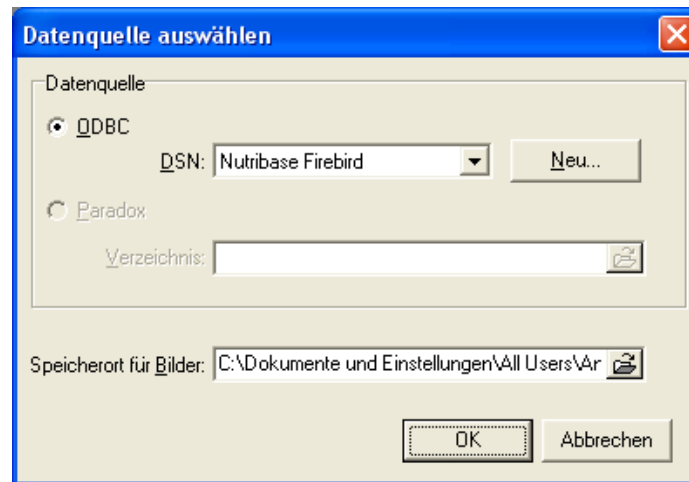 Datenquelle auswählen
Datenquelle
ODBC
DSN: Nutribase Firebird Neu...
Paradox
Verzeichnis:
Speicherort für Bilder: C:\Dokumente und Einstellungen\All Users\Ar
OK Abbrechen